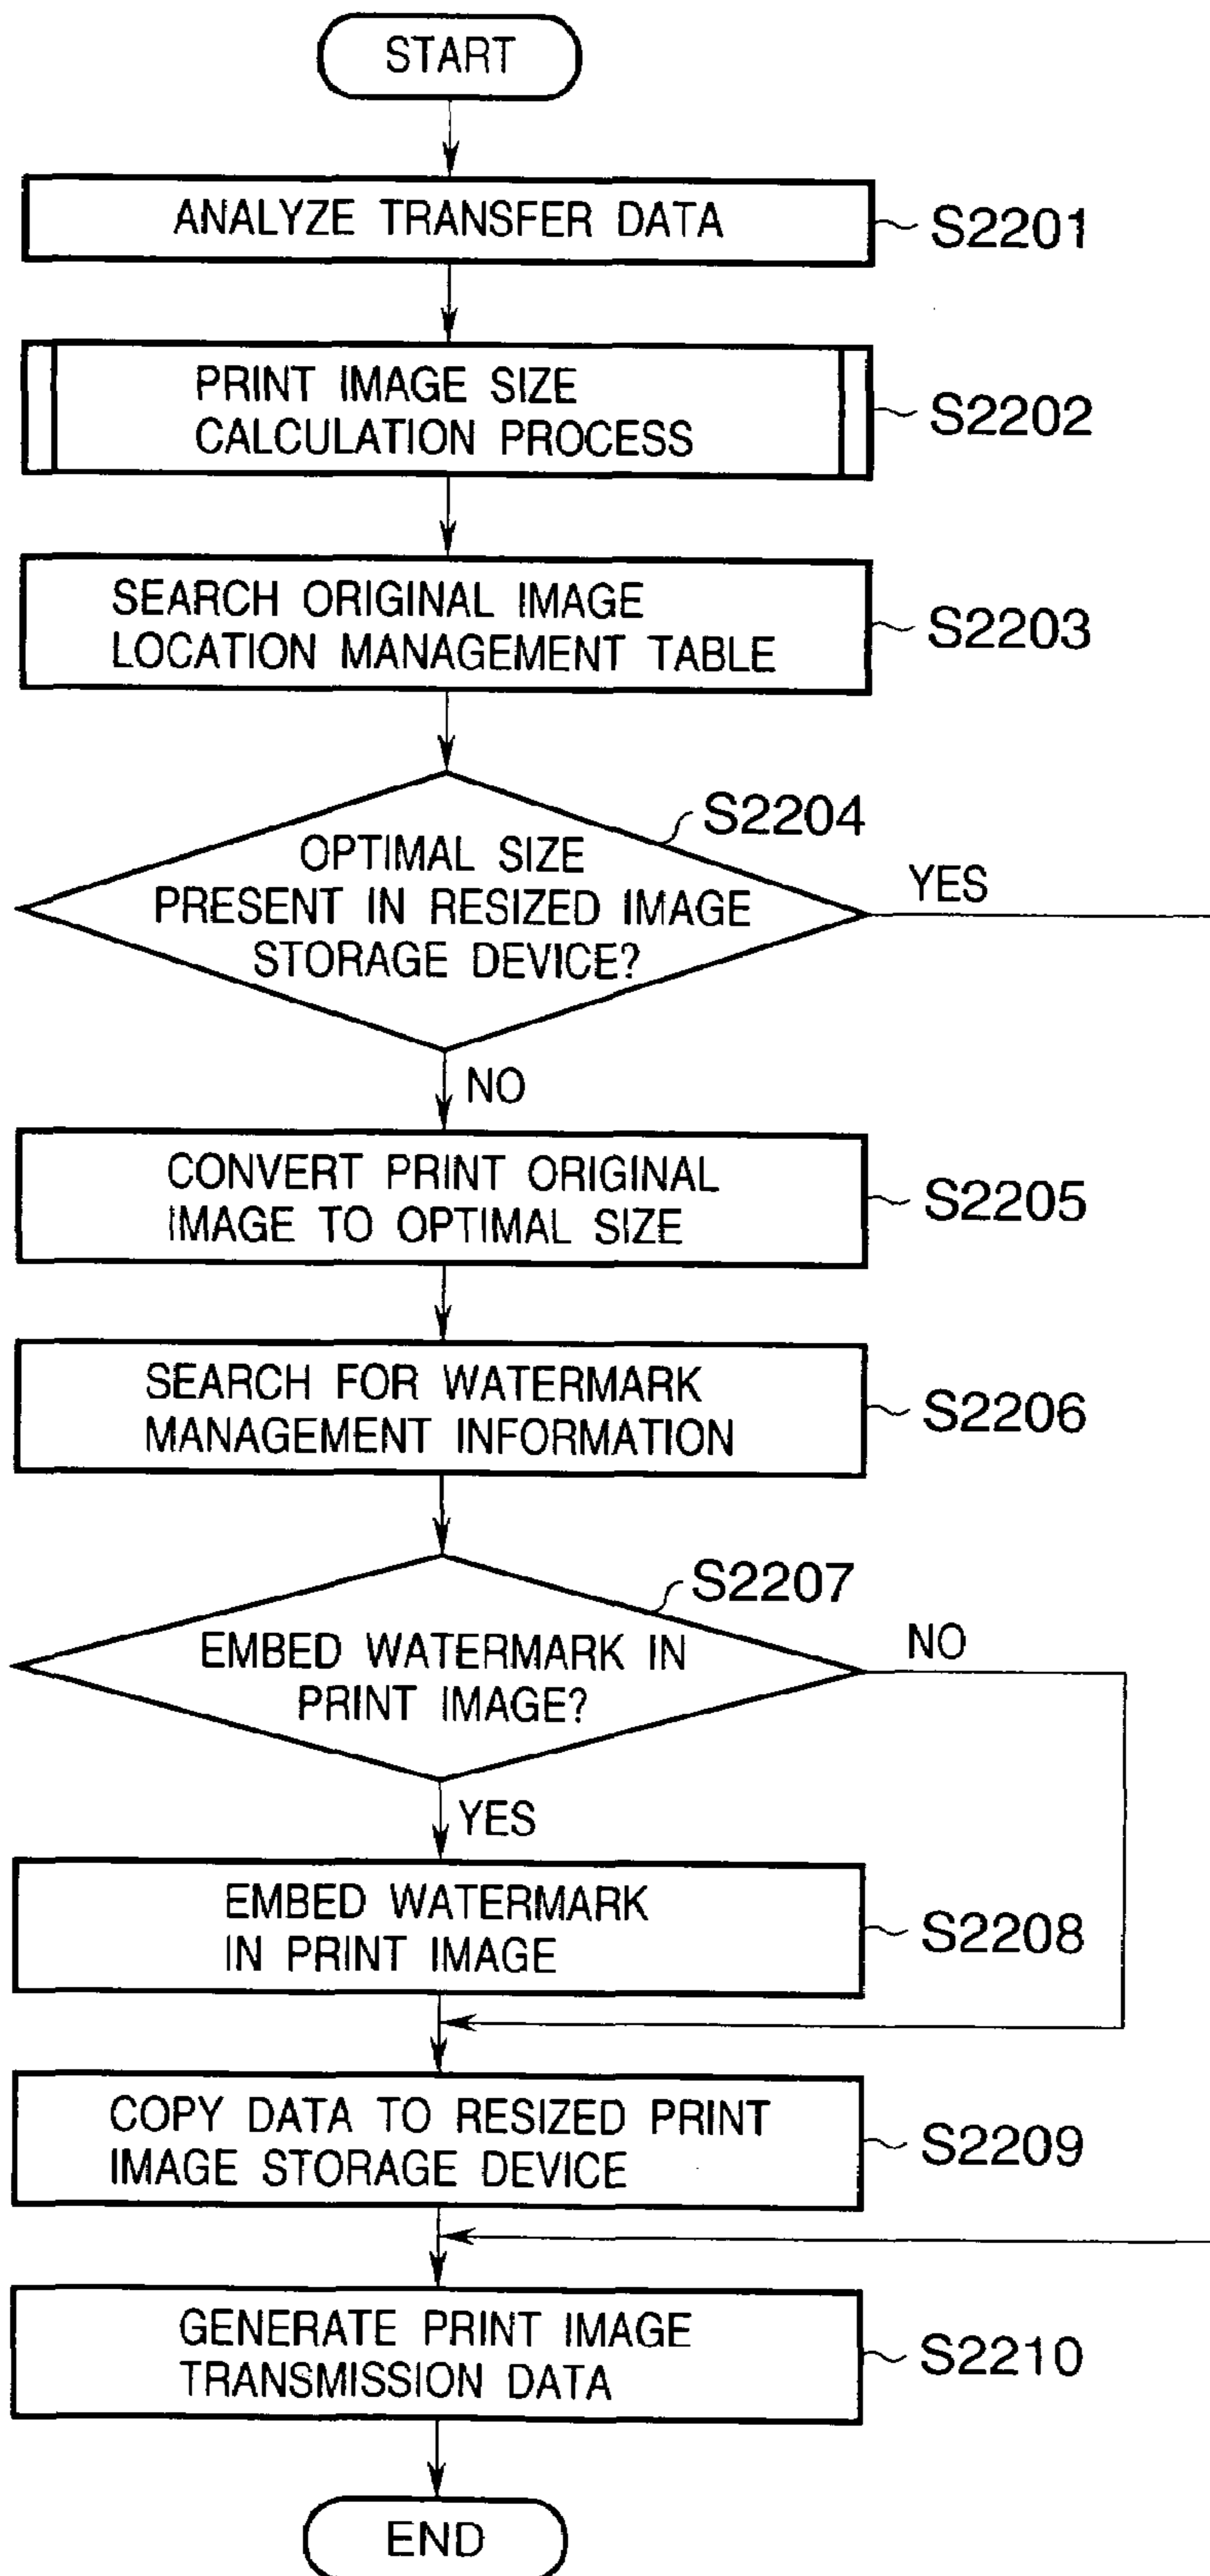 START
ANALYZE TRANSFER DATA
S2201
PRINT IMAGE SIZE
CALCULATION PROCESS
S2202
SEARCH ORIGINAL IMAGE
LOCATION MANAGEMENT TABLE
S2203
S2204
OPTIMAL SIZE
PRESENT IN RESIZED IMAGE
STORAGE DEVICE?
YES
NO
CONVERT PRINT ORIGINAL
IMAGE TO OPTIMAL SIZE
S2205
SEARCH FOR WATERMARK
MANAGEMENT INFORMATION
S2206
S2207
EMBED WATERMARK IN
PRINT IMAGE?
NO
YES
EMBED WATERMARK
IN PRINT IMAGE
S2208
COPY DATA TO RESIZED PRINT
IMAGE STORAGE DEVICE
S2209
GENERATE PRINT IMAGE
TRANSMISSION DATA
S2210
END